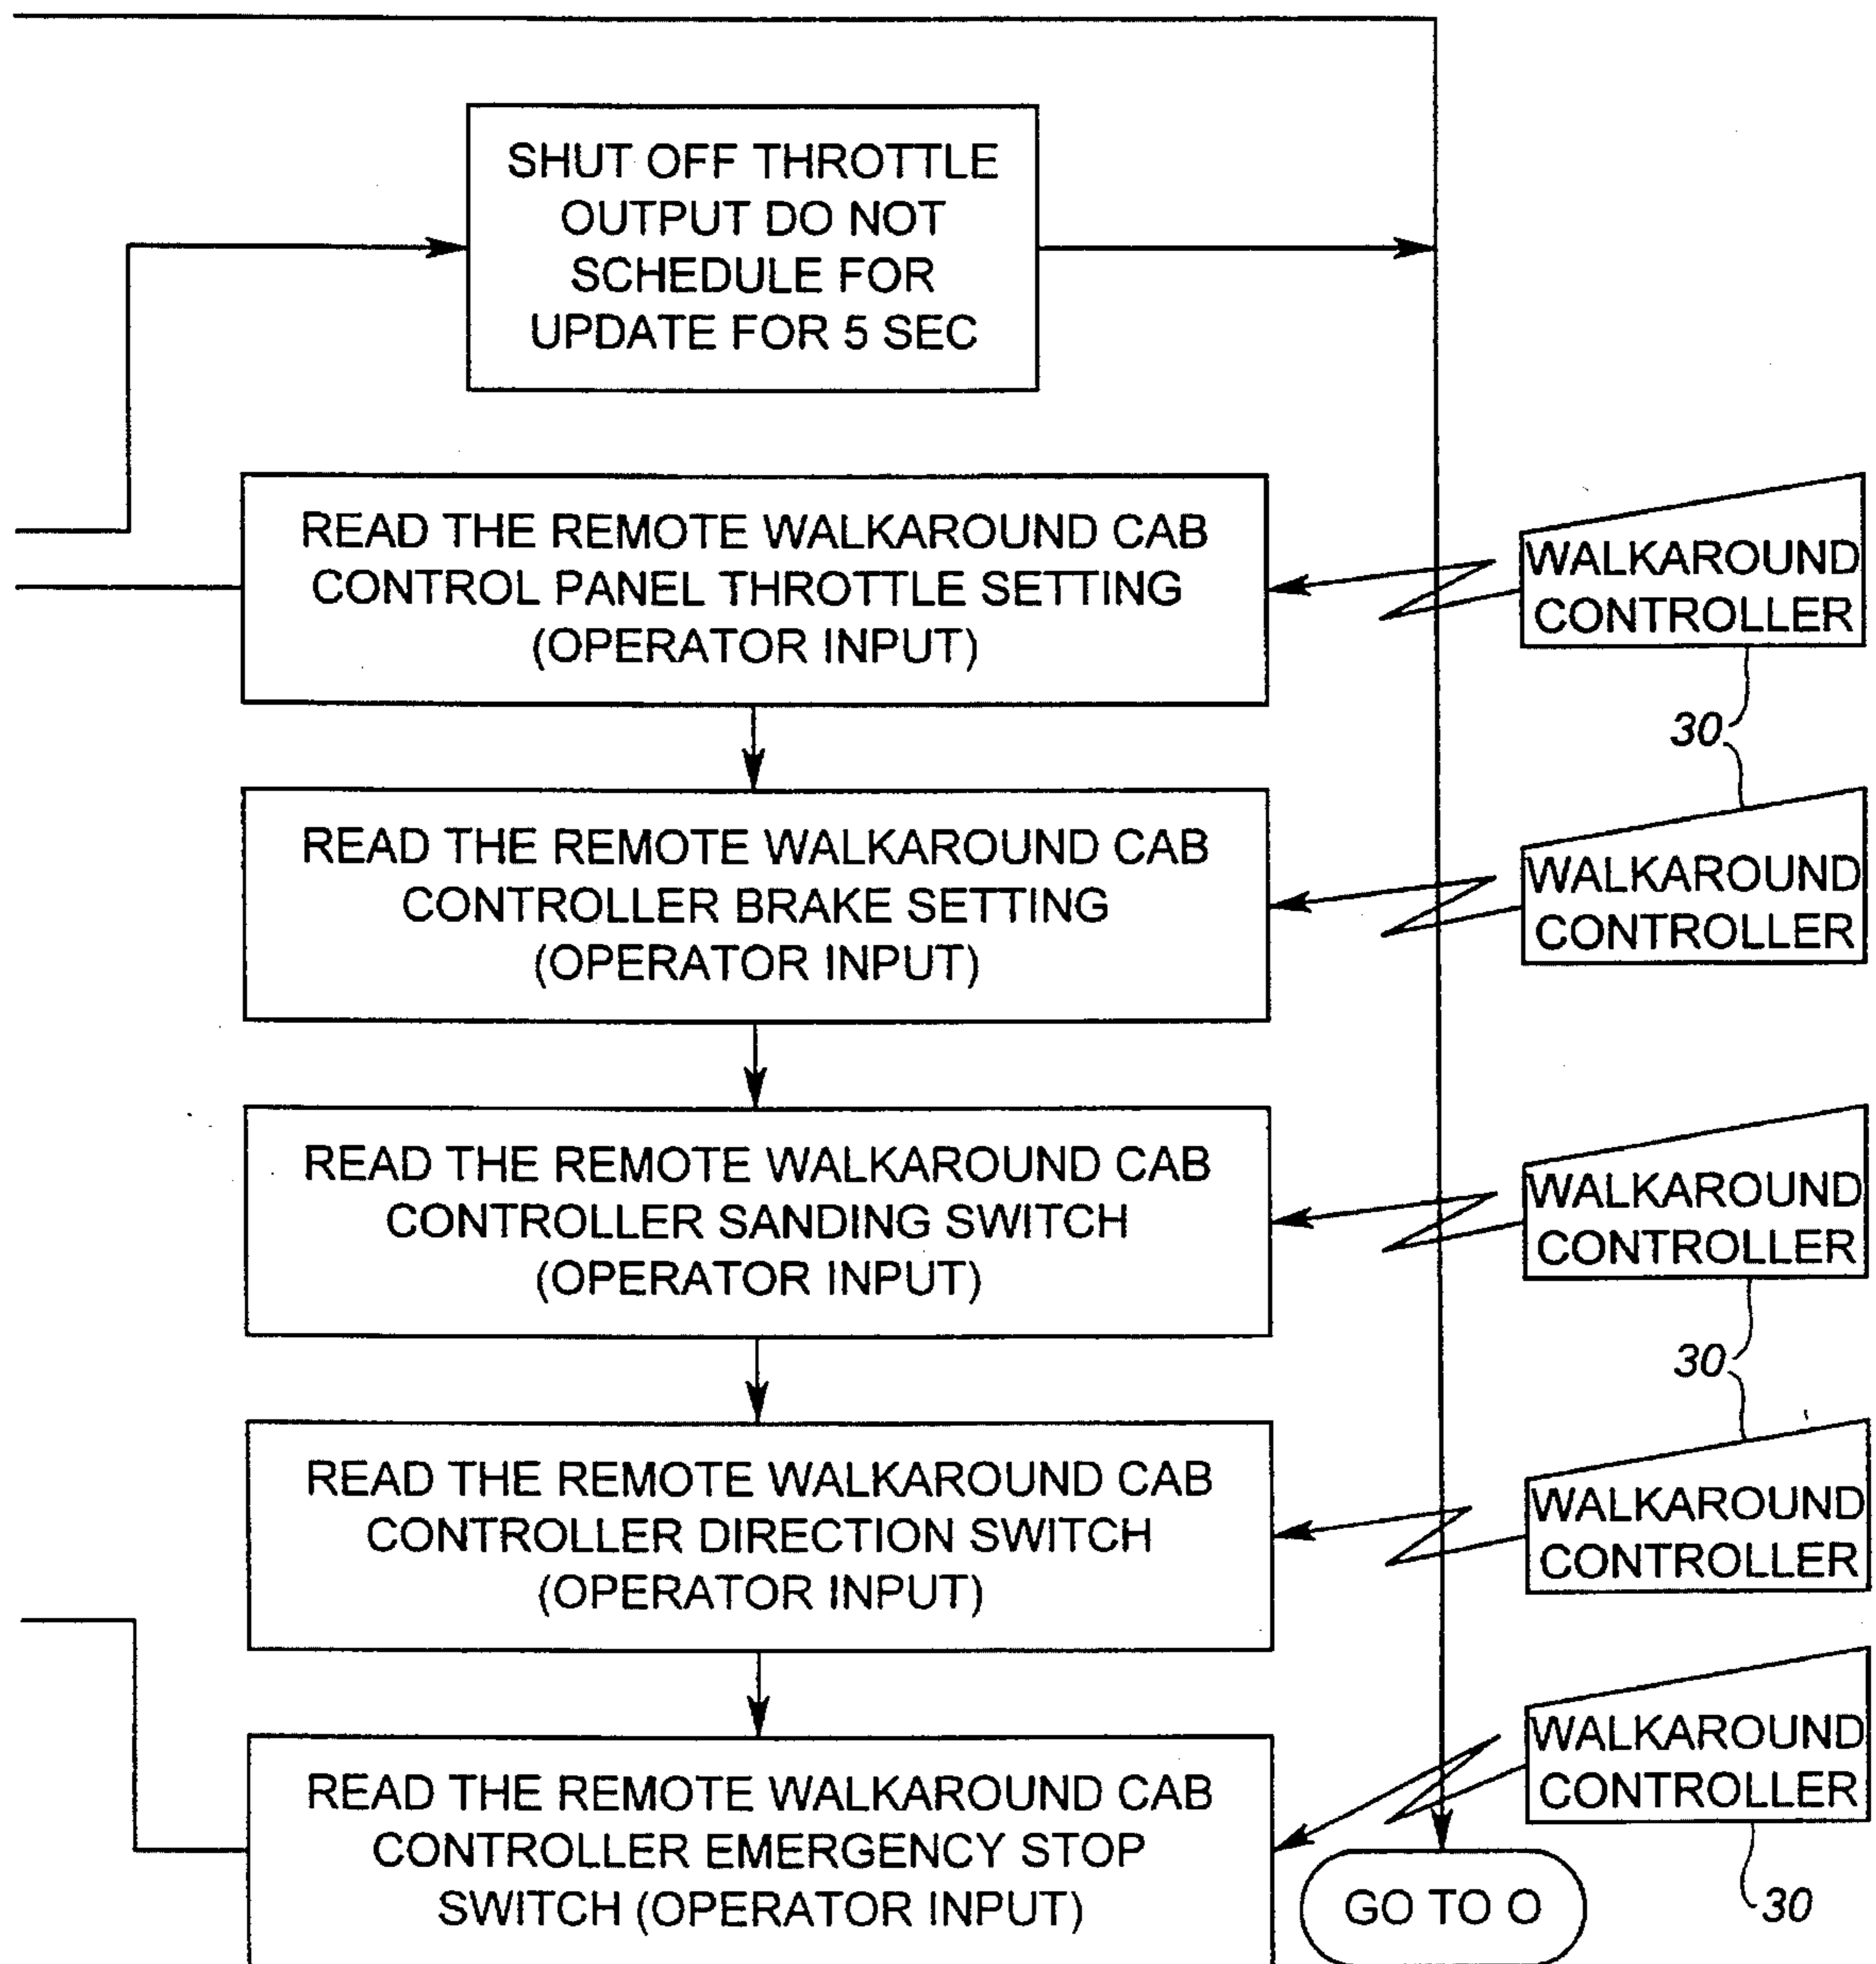 SHUT OFF THROTTLE
OUTPUT DO NOT
SCHEDULE FOR
UPDATE FOR 5 SEC
READ THE REMOTE WALKAROUND CAB
CONTROL PANEL THROTTLE SETTING
(OPERATOR INPUT)
WALKAROUND
CONTROLLER
30
READ THE REMOTE WALKAROUND CAB
CONTROLLER BRAKE SETTING
(OPERATOR INPUT)
WALKAROUND
CONTROLLER
READ THE REMOTE WALKAROUND CAB
CONTROLLER SANDING SWITCH
(OPERATOR INPUT)
WALKAROUND
CONTROLLER
30
READ THE REMOTE WALKAROUND CAB
CONTROLLER DIRECTION SWITCH
(OPERATOR INPUT)
WALKAROUND
CONTROLLER
READ THE REMOTE WALKAROUND CAB
CONTROLLER EMERGENCY STOP
SWITCH (OPERATOR INPUT)
WALKAROUND
CONTROLLER
GO TO O
30